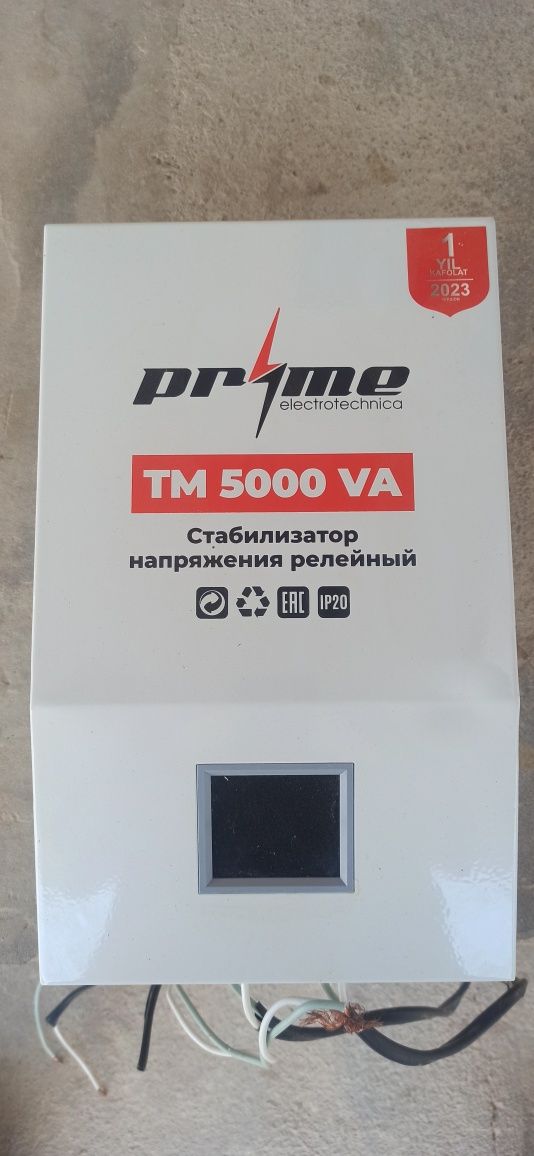 1
YIL
KAFOLAT
2023
prime
electrotechnica
TM 5000 VA
Стабилизатор
напряжения релейный
EAC IP20